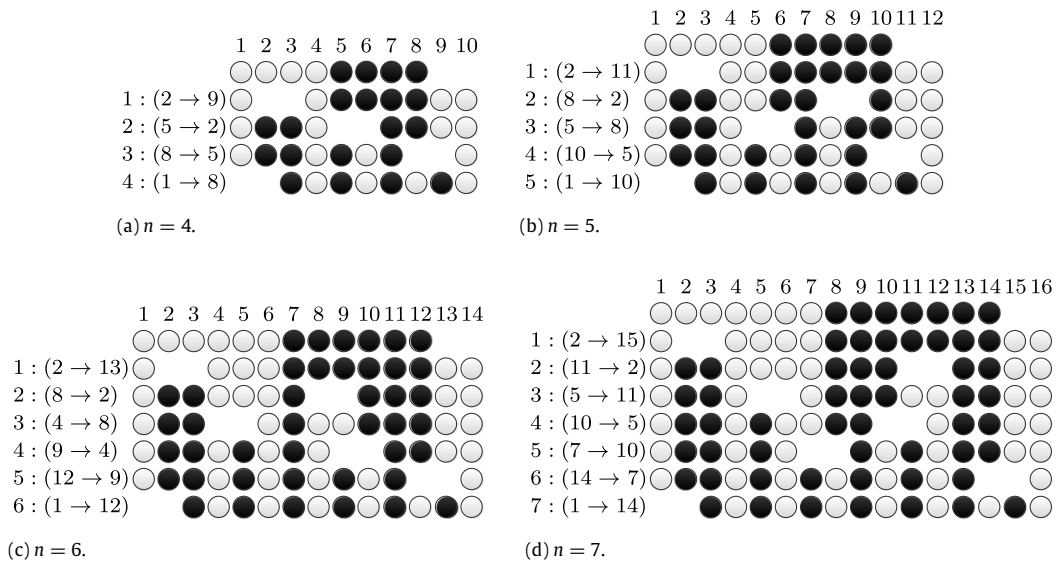 1 2 3 4 5 6 7 8 9 10
1 : (2 → 9)
2 : (5 → 2)
3 : (8 → 5)
4 : (1 → 8)
(a) n = 4.
1 2 3 4 5 6 7 8 9 10 11 12
1 : (2 → 11)
2 : (8 → 2)
3 : (5 → 8)
4 : (10 → 5)
5 : (1 → 10)
(b) n = 5.
1 2 3 4 5 6 7 8 9 10 11 12 13 14
1 : (2 → 13)
2 : (8 → 2)
3 : (4 → 8)
4 : (9 → 4)
5 : (12 → 9)
6 : (1 → 12)
(c) n = 6.
1 2 3 4 5 6 7 8 9 10 11 12 13 14 15 16
1 : (2 → 15)
2 : (11 → 2)
3 : (5 → 11)
4 : (10 → 5)
5 : (7 → 10)
6 : (14 → 7)
7 : (1 → 14)
(d) n = 7.